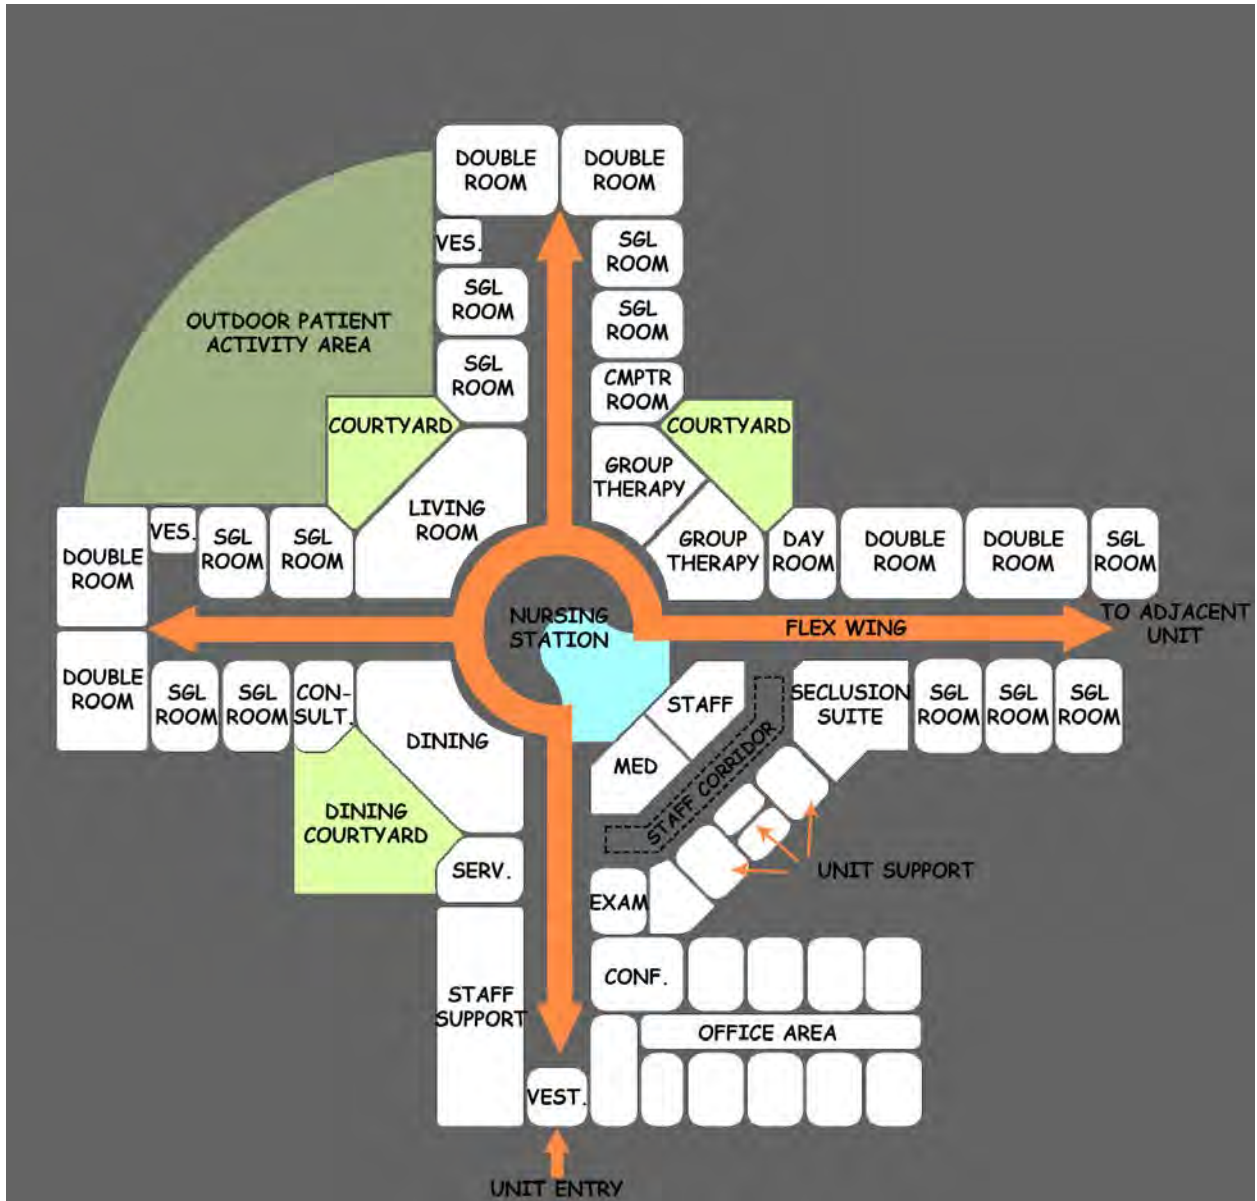 DOUBLE
ROOM
DOUBLE
ROOM
VES.
SGL
ROOM
SGL
ROOM
SGL
ROOM
OUTDOOR PATIENT
ACTIVITY AREA
SGL
ROOM
CMPTR
ROOM
COURTYARD
COURTYARD
GROUP
THERAPY
LIVING
ROOM
VES.
SGL
ROOM
SGL
ROOM
DOUBLE
ROOM
GROUP
THERAPY
DAY
ROOM
DOUBLE
ROOM
DOUBLE
ROOM
SGL
ROOM
NURSING
STATION
FLEX WING
TO ADJACENT
UNIT
DOUBLE
ROOM
SGL
ROOM
SGL
ROOM
CON-
SULT.
DINING
STAFF
SECLUSION
SUITE
SGL
ROOM
SGL
ROOM
SGL
ROOM
MED
STAFF CORRIDOR
DINING
COURTYARD
SERV.
UNIT SUPPORT
EXAM
CONF.
STAFF
SUPPORT
OFFICE AREA
VEST.
UNIT ENTRY